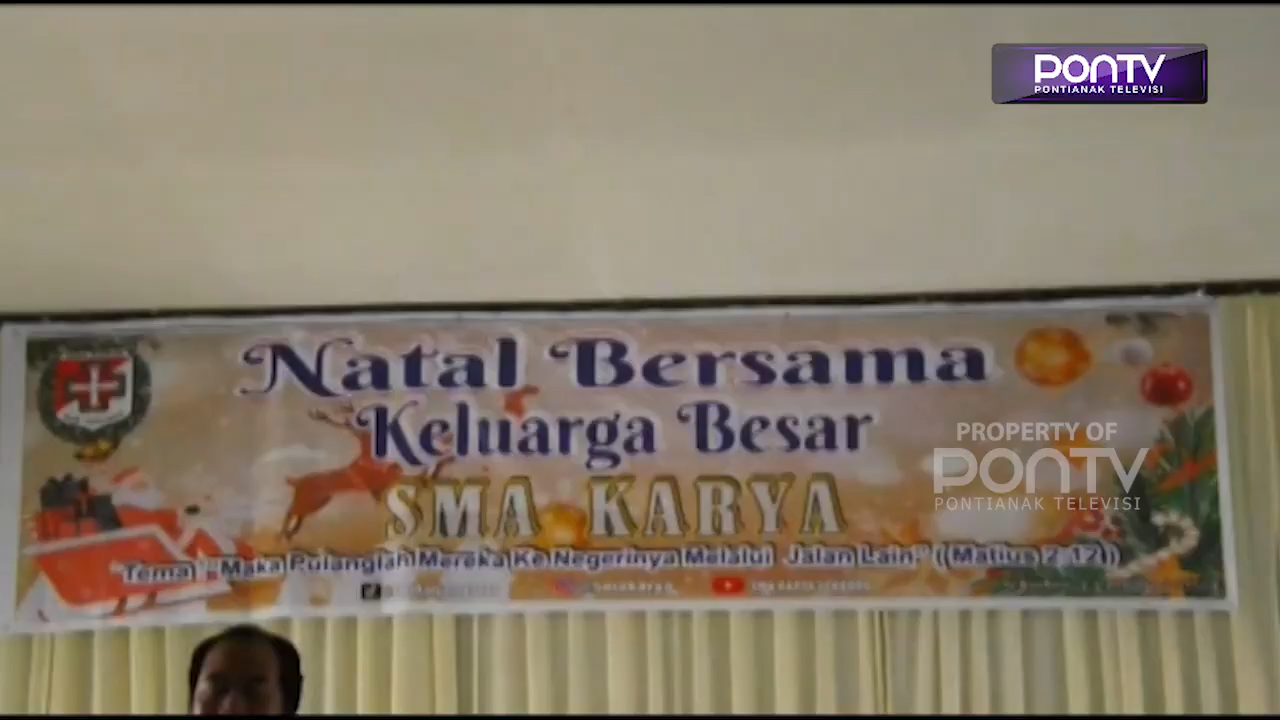 PONTV
PONTIANAK TELEVISI
Natal Bersama
Keluarga Besar
SMA KARYA
"Tema "Maka Pulanglah Mereka Ke Negerinya Melalui Jalan Lain" ((Matius 2,12))
PROPERTY OF
PONTV
PONTIANAK TELEVISI